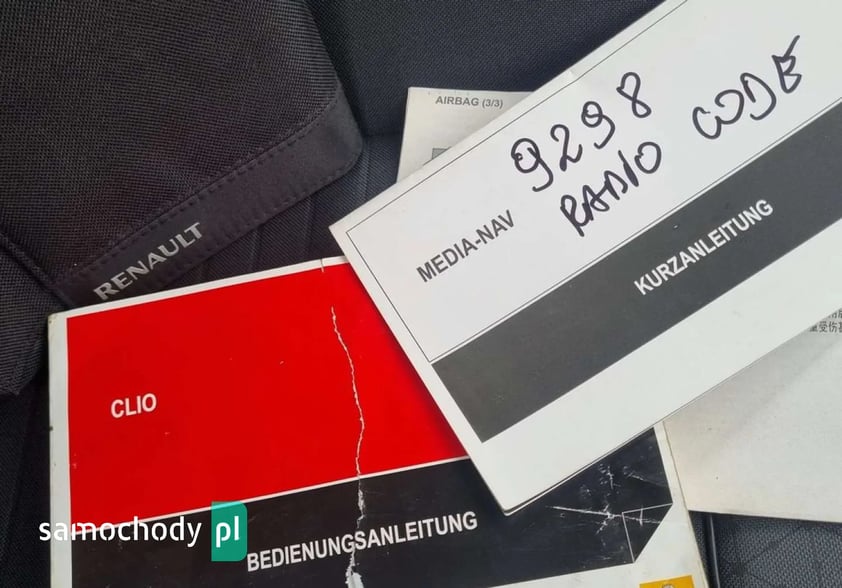 AIRBAG (3/3)
9298
RADIO CODE
MEDIA-NAV
KURZANLEITUNG
RENAULT
CLIO
BEDIENUNGSANLEITUNG
samochody pl